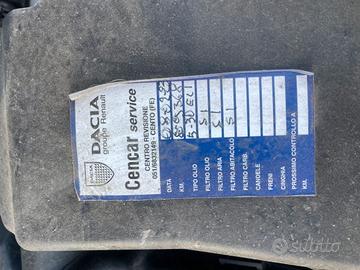 DACIA
groupe Renault
Cencar service
CENTRO REVISIONE
CENTO (FE)
DATA
KM.
TIPO OLIO
FILTRO OLIO SI
FILTRO ARIA SI
FILTRO ABITACOLO SI
FILTRO CARB.
CANDELE
FRENI
CINGHIA
PROSSIMO CONTROLLO A
KM.
subito.it